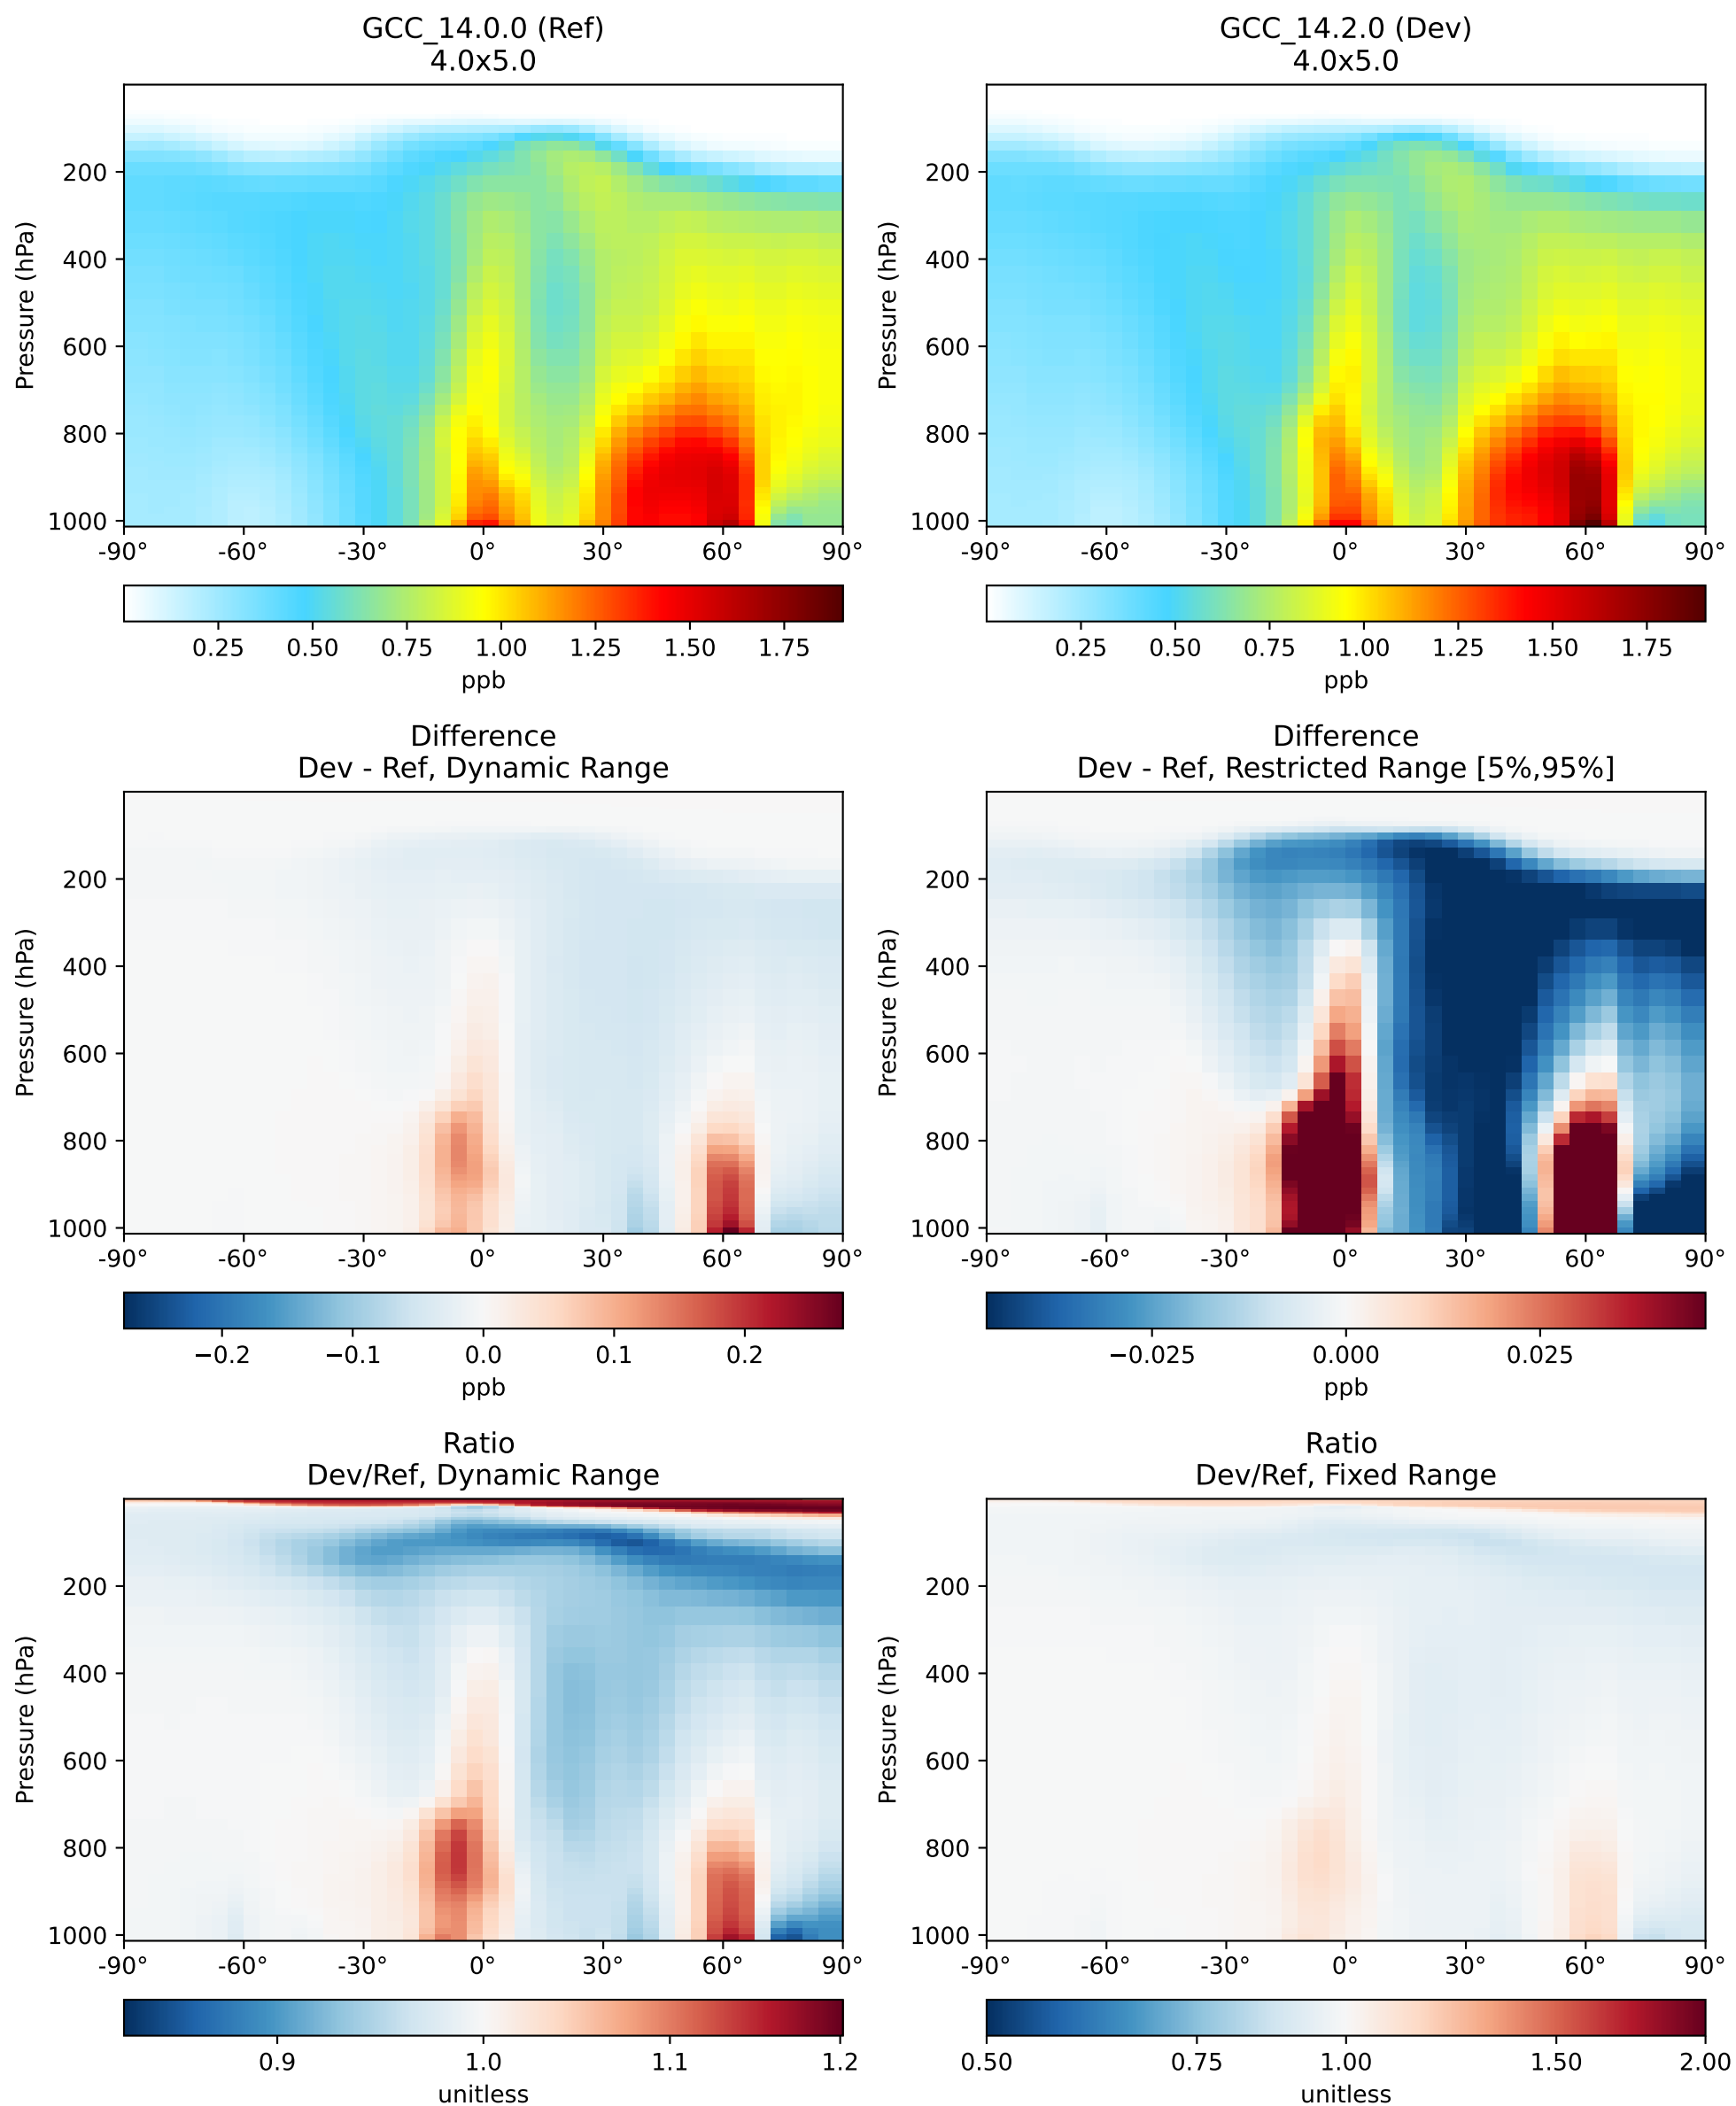 GCC_14.0.0 (Ref)
4.0x5.0
Pressure (hPa)
200
400
600
800
1000
-90° -60° -30° 0° 30° 60° 90°
0.25 0.50 0.75 1.00 1.25 1.50 1.75
ppb
GCC_14.2.0 (Dev)
4.0x5.0
Pressure (hPa)
200
400
600
800
1000
-90° -60° -30° 0° 30° 60° 90°
0.25 0.50 0.75 1.00 1.25 1.50 1.75
ppb
Difference
Dev - Ref, Dynamic Range
Pressure (hPa)
200
400
600
800
1000
-90° -60° -30° 0° 30° 60° 90°
−0.2 −0.1 0.0 0.1 0.2
ppb
Difference
Dev - Ref, Restricted Range [5%,95%]
Pressure (hPa)
200
400
600
800
1000
-90° -60° -30° 0° 30° 60° 90°
−0.025 0.000 0.025
ppb
Ratio
Dev/Ref, Dynamic Range
Pressure (hPa)
200
400
600
800
1000
-90° -60° -30° 0° 30° 60° 90°
0.9 1.0 1.1 1.2
unitless
Ratio
Dev/Ref, Fixed Range
Pressure (hPa)
200
400
600
800
1000
-90° -60° -30° 0° 30° 60° 90°
0.50 0.75 1.00 1.50 2.00
unitless